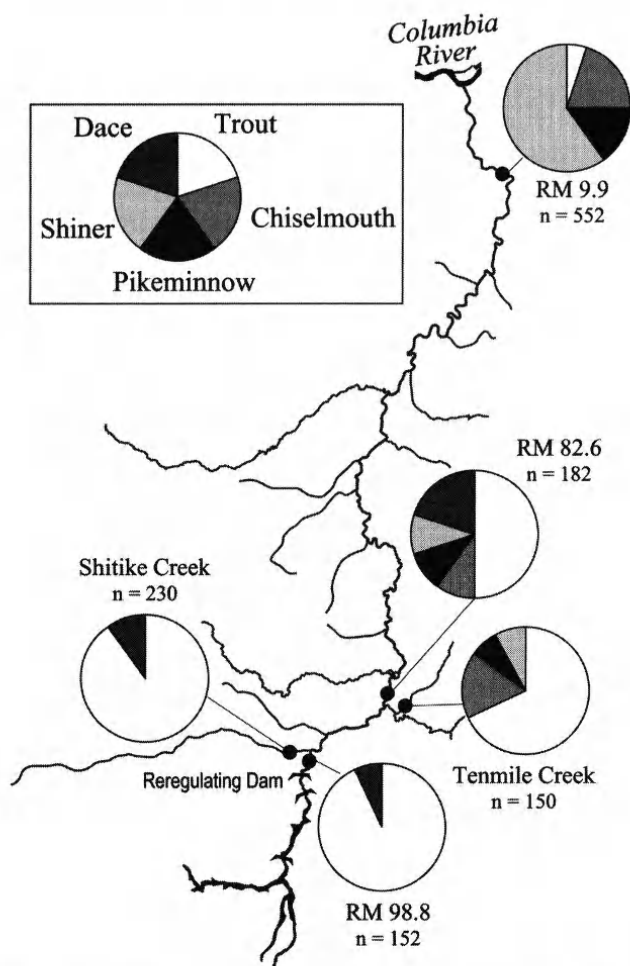 Columbia
River
Dace
Trout
Shiner
Chiselmouth
Pikeminnow
RM 9.9
n = 552
RM 82.6
n = 182
Shitike Creek
n = 230
Reregulating Dam
Tenmile Creek
n = 150
RM 98.8
n = 152